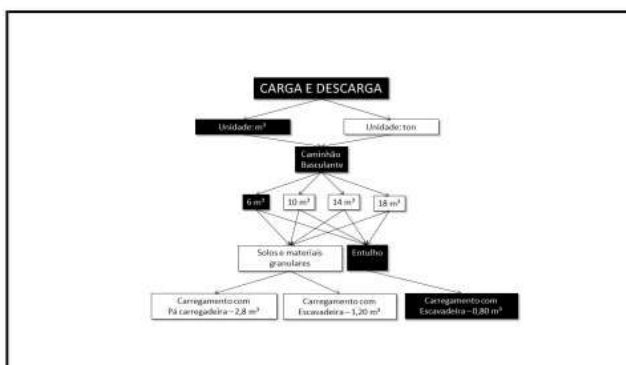 CARGA E DESCARGA
Unidade: m³
Unidade: ton
Caminhão
Basculante
6 m³
10 m³
14 m³
18 m³
Solos e materiais
granulares
Entulho
Carregamento com
Pá carregadeira – 2,8 m³
Carregamento com
Escavadeira – 1,20 m³
Carregamento com
Escavadeira – 0,80 m³